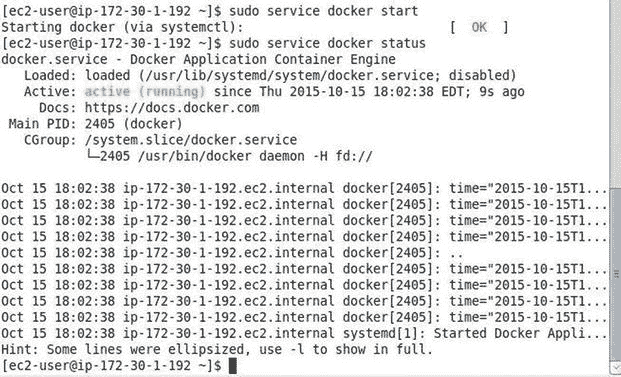 [ec2-user@ip-172-30-1-192 ~]$ sudo service docker start
Starting docker (via systemctl):                           [  OK  ]
[ec2-user@ip-172-30-1-192 ~]$ sudo service docker status
docker.service - Docker Application Container Engine
   Loaded: loaded (/usr/lib/systemd/system/docker.service; disabled)
   Active: active (running) since Thu 2015-10-15 18:02:38 EDT; 9s ago
     Docs: https://docs.docker.com
 Main PID: 2405 (docker)
   CGroup: /system.slice/docker.service
           └─2405 /usr/bin/docker daemon -H fd://

Oct 15 18:02:38 ip-172-30-1-192.ec2.internal docker[2405]: time="2015-10-15T1...
Oct 15 18:02:38 ip-172-30-1-192.ec2.internal docker[2405]: time="2015-10-15T1...
Oct 15 18:02:38 ip-172-30-1-192.ec2.internal docker[2405]: time="2015-10-15T1...
Oct 15 18:02:38 ip-172-30-1-192.ec2.internal docker[2405]: time="2015-10-15T1...
Oct 15 18:02:38 ip-172-30-1-192.ec2.internal docker[2405]: ..
Oct 15 18:02:38 ip-172-30-1-192.ec2.internal docker[2405]: time="2015-10-15T1...
Oct 15 18:02:38 ip-172-30-1-192.ec2.internal docker[2405]: time="2015-10-15T1...
Oct 15 18:02:38 ip-172-30-1-192.ec2.internal docker[2405]: time="2015-10-15T1...
Oct 15 18:02:38 ip-172-30-1-192.ec2.internal docker[2405]: time="2015-10-15T1...
Oct 15 18:02:38 ip-172-30-1-192.ec2.internal systemd[1]: Started Docker Appli...
Hint: Some lines were ellipsized, use -l to show in full.
[ec2-user@ip-172-30-1-192 ~]$